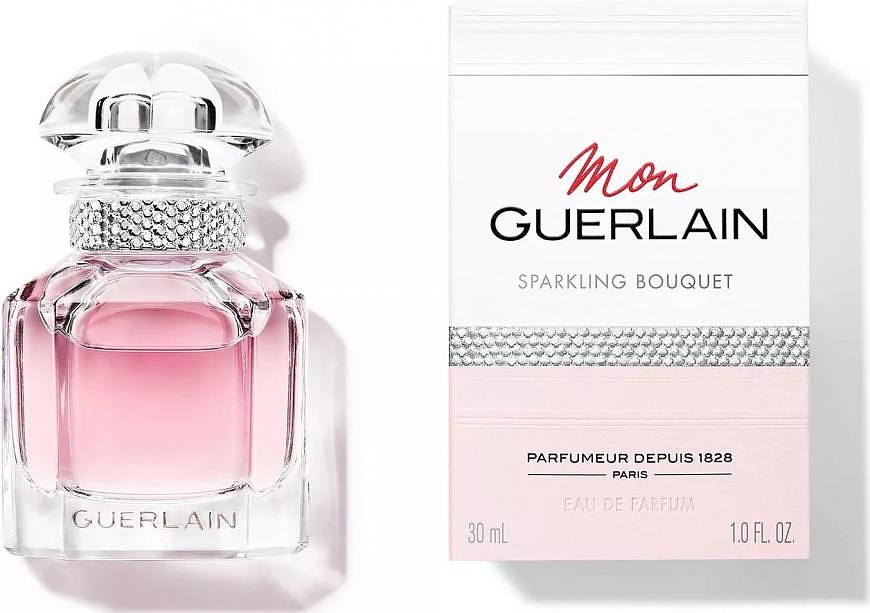 GUERLAIN
Mon
GUERLAIN
SPARKLING BOUQUET
PARFUMEUR DEPUIS 1828
PARIS
EAU DE PARFUM
30 mL 1.0 FL. OZ.